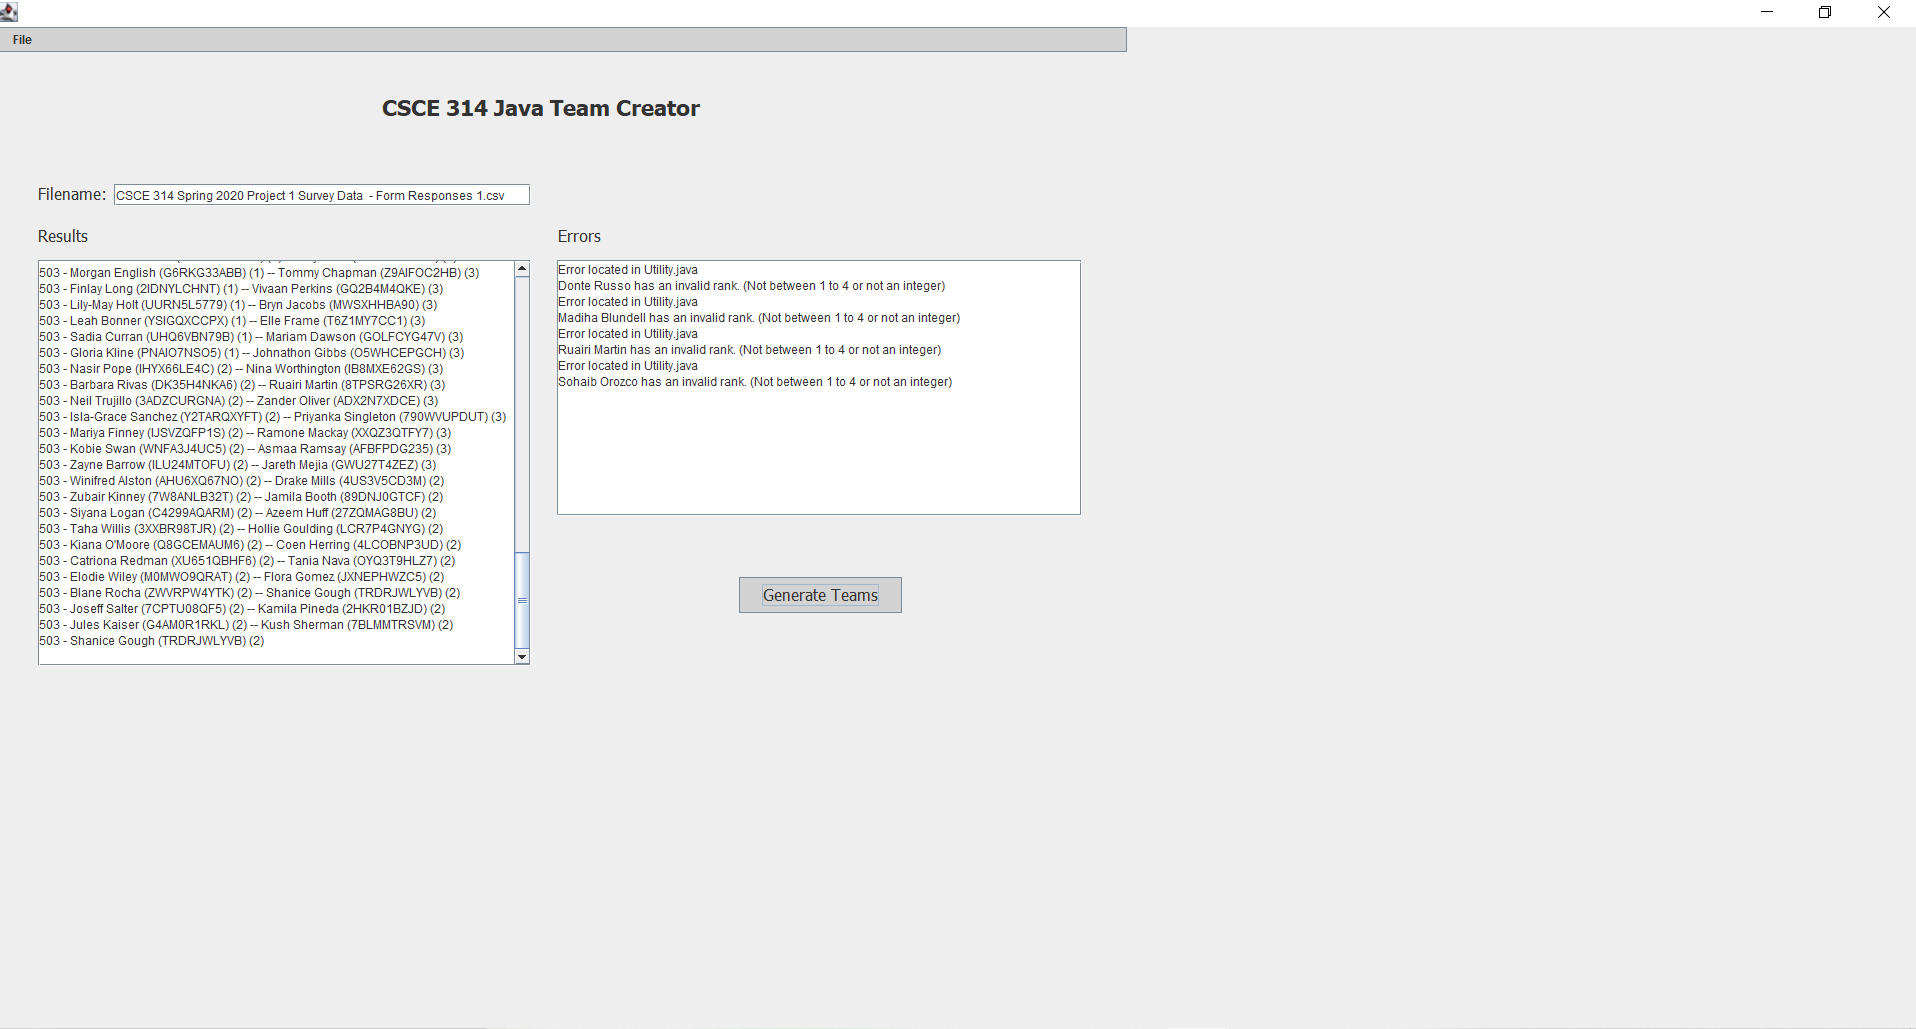 File
CSCE 314 Java Team Creator
Filename: CSCE 314 Spring 2020 Project 1 Survey Data  - Form Responses 1.csv
Results
503 - Morgan English (G6RKG33ABB) (1) -- Tommy Chapman (Z9AIFOC2HB) (3)
503 - Finlay Long (2IDNYLCHNT) (1) -- Vivaan Perkins (GQ2B4M4QKE) (3)
503 - Lily-May Holt (UURN5L5779) (1) -- Bryn Jacobs (MWSXHHBA90) (3)
503 - Leah Bonner (YSIGQXCCPX) (1) -- Elle Frame (T6Z1MY7CC1) (3)
503 - Sadia Curran (UHQ6VBN79B) (1) -- Mariam Dawson (GOLFCYG47V) (3)
503 - Gloria Kline (PNAIO7NSO5) (1) -- Johnathon Gibbs (O5WHCEPGCH) (3)
503 - Nasir Pope (IHYX66LE4C) (2) -- Nina Worthington (IB8MXE62GS) (3)
503 - Barbara Rivas (DK35H4NKA6) (2) -- Ruairi Martin (8TPSRG26XR) (3)
503 - Neil Trujillo (3ADZCURGNA) (2) -- Zander Oliver (ADX2N7XDCE) (3)
503 - Isla-Grace Sanchez (Y2TARQXYFT) (2) -- Priyanka Singleton (790WVUPDUT) (3)
503 - Mariya Finney (IJSVZQFP1S) (2) -- Ramone Mackay (XXQZ3QTFY7) (3)
503 - Kobie Swan (WNFA3J4UC5) (2) -- Asmaa Ramsay (AFBFPDG235) (3)
503 - Zayne Barrow (ILU24MTOFU) (2) -- Jareth Mejia (GWU27T4ZEZ) (3)
503 - Winifred Alston (AHU6XQ67NO) (2) -- Drake Mills (4US3V5CD3M) (2)
503 - Zubair Kinney (7W8ANLB32T) (2) -- Jamila Booth (89DNJ0GTCF) (2)
503 - Siyana Logan (C4299AQARM) (2) -- Azeem Huff (27ZQMAG8BU) (2)
503 - Taha Willis (3XXBR98TJR) (2) -- Hollie Goulding (LCR7P4GNYG) (2)
503 - Kiana O'Moore (Q8GCEMAUM6) (2) -- Coen Herring (4LCOBNP3UD) (2)
503 - Catriona Redman (XU651QBHF6) (2) -- Tania Nava (OYQ3T9HLZ7) (2)
503 - Elodie Wiley (M0MWO9QRAT) (2) -- Flora Gomez (JXNEPHWZC5) (2)
503 - Blane Rocha (ZWVRPW4YTK) (2) -- Shanice Gough (TRDRJWLYVB) (2)
503 - Joseff Salter (7CPTU08QF5) (2) -- Kamila Pineda (2HKR01BZJD) (2)
503 - Jules Kaiser (G4AM0R1RKL) (2) -- Kush Sherman (7BLMMTRSVM) (2)
503 - Shanice Gough (TRDRJWLYVB) (2)
Errors
Error located in Utility.java
Donte Russo has an invalid rank. (Not between 1 to 4 or not an integer)
Error located in Utility.java
Madiha Blundell has an invalid rank. (Not between 1 to 4 or not an integer)
Error located in Utility.java
Ruairi Martin has an invalid rank. (Not between 1 to 4 or not an integer)
Error located in Utility.java
Sohaib Orozco has an invalid rank. (Not between 1 to 4 or not an integer)
Generate Teams